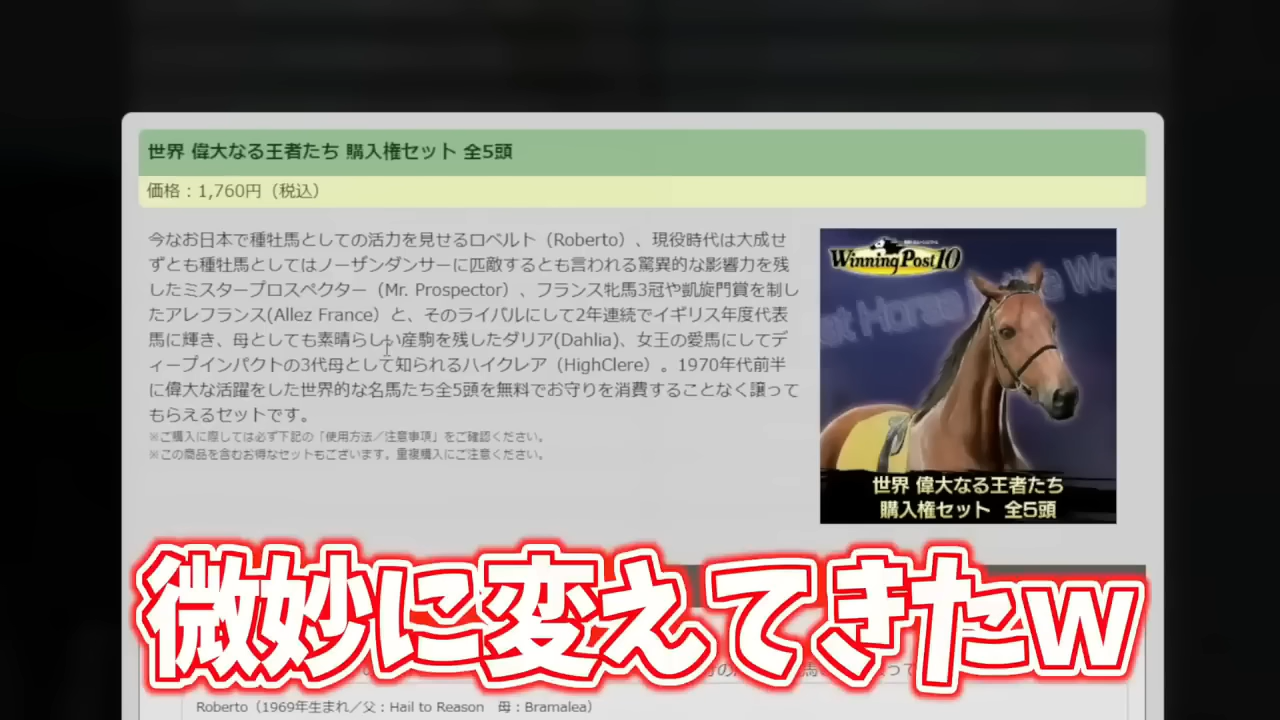 世界 偉大なる王者たち 購入権セット 全5頭
価格：1,760円（税込）
今なお日本で種牡馬としての活力を見せるロベルト（Roberto）、現役時代は大成せ
ずとも種牡馬としてはノーザンダンサーに匹敵するとも言われる驚異的な影響力を残
したミスタープロスペクター（Mr. Prospector）、フランス牝馬3冠や凱旋門賞を制し
たアレフランス(Allez France）と、そのライバルにして2年連続でイギリス年度代表
馬に輝き、母としても素晴らしい産駒を残したダリア(Dahlia)、女王の愛馬にしてデ
ィープインパクトの3代母として知られるハイクレア（HighClere）。1970年代前半
に偉大な活躍をした世界的な名馬たち全5頭を無料でお守りを消費することなく譲って
もらえるセットです。
※ご購入に際しては必ず下記の「使用方法／注意事項」をご確認ください。
※この商品を含むお得なセットもございます。重複購入にご注意ください。
Winning Post 10
世界 偉大なる王者たち
購入権セット 全5頭
微妙に変えてきたw
Roberto（1969年生まれ／父：Hail to Reason 母：Bramalea）